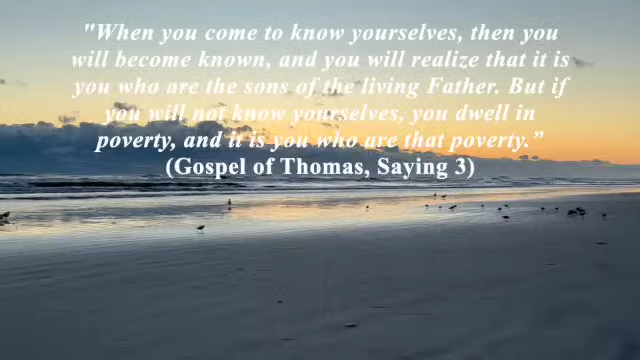 "When you come to know yourselves, then you
will become known, and you will realize that it is
you who are the sons of the living Father. But if
you will not know yourselves, you dwell in
poverty, and it is you who are that poverty.”
(Gospel of Thomas, Saying 3)